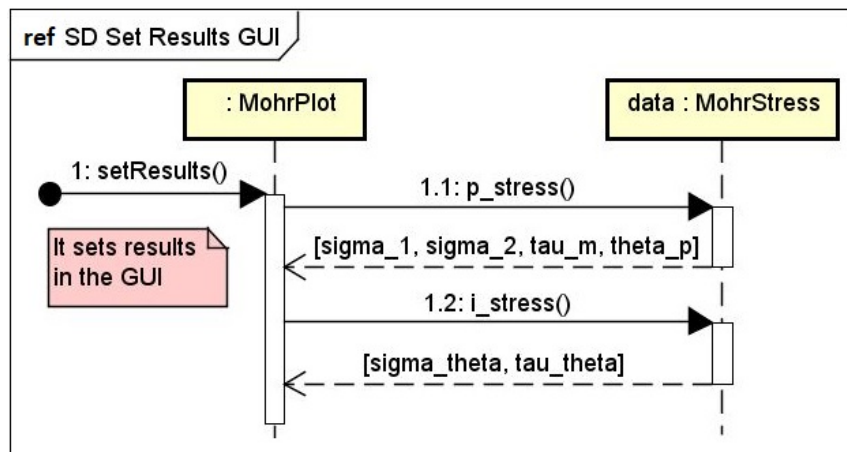 ref SD Set Results GUI
: MohrPlot
data : MohrStress
1: setResults()
1.1: p_stress()
It sets results
in the GUI
[sigma_1, sigma_2, tau_m, theta_p]
1.2: i_stress()
[sigma_theta, tau_theta]